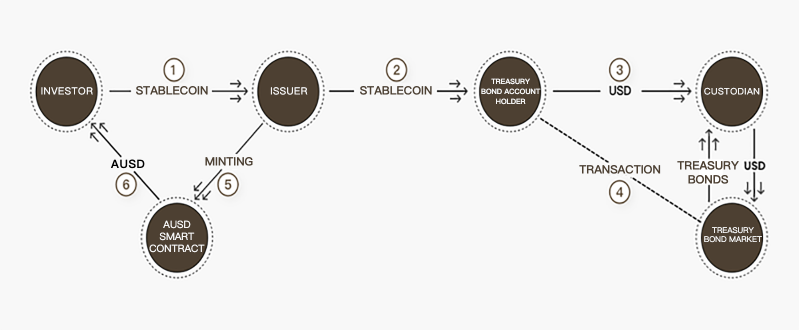 1
2
3
INVESTOR
STABLECOIN
ISSUER
STABLECOIN
TREASURY
BOND ACCOUNT
HOLDER
USD
CUSTODIAN
AUSD
6
MINTING
5
TRANSACTION
4
TREASURY
BONDS
USD
AUSD
SMART
CONTRACT
TREASURY
BOND MARKET